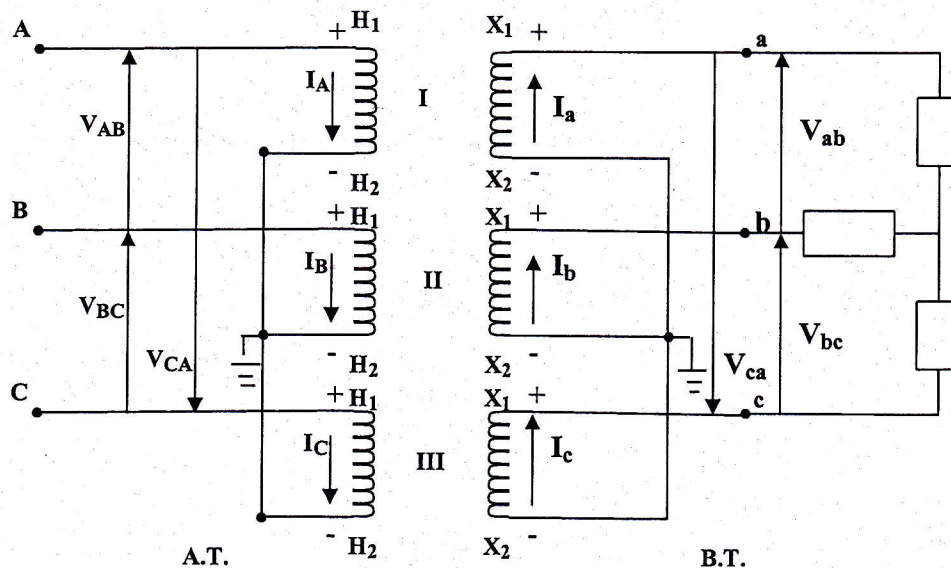 A + H1 X1 + a
IA I Ia
VAB Vab
- H2 X2 -
B + H1 X1 + b
IB II Ib
VBC Vbc
VCA - H2 X2 - Vca
C + H1 X1 + c
IC III Ic
- H2 X2 -
A.T. B.T.